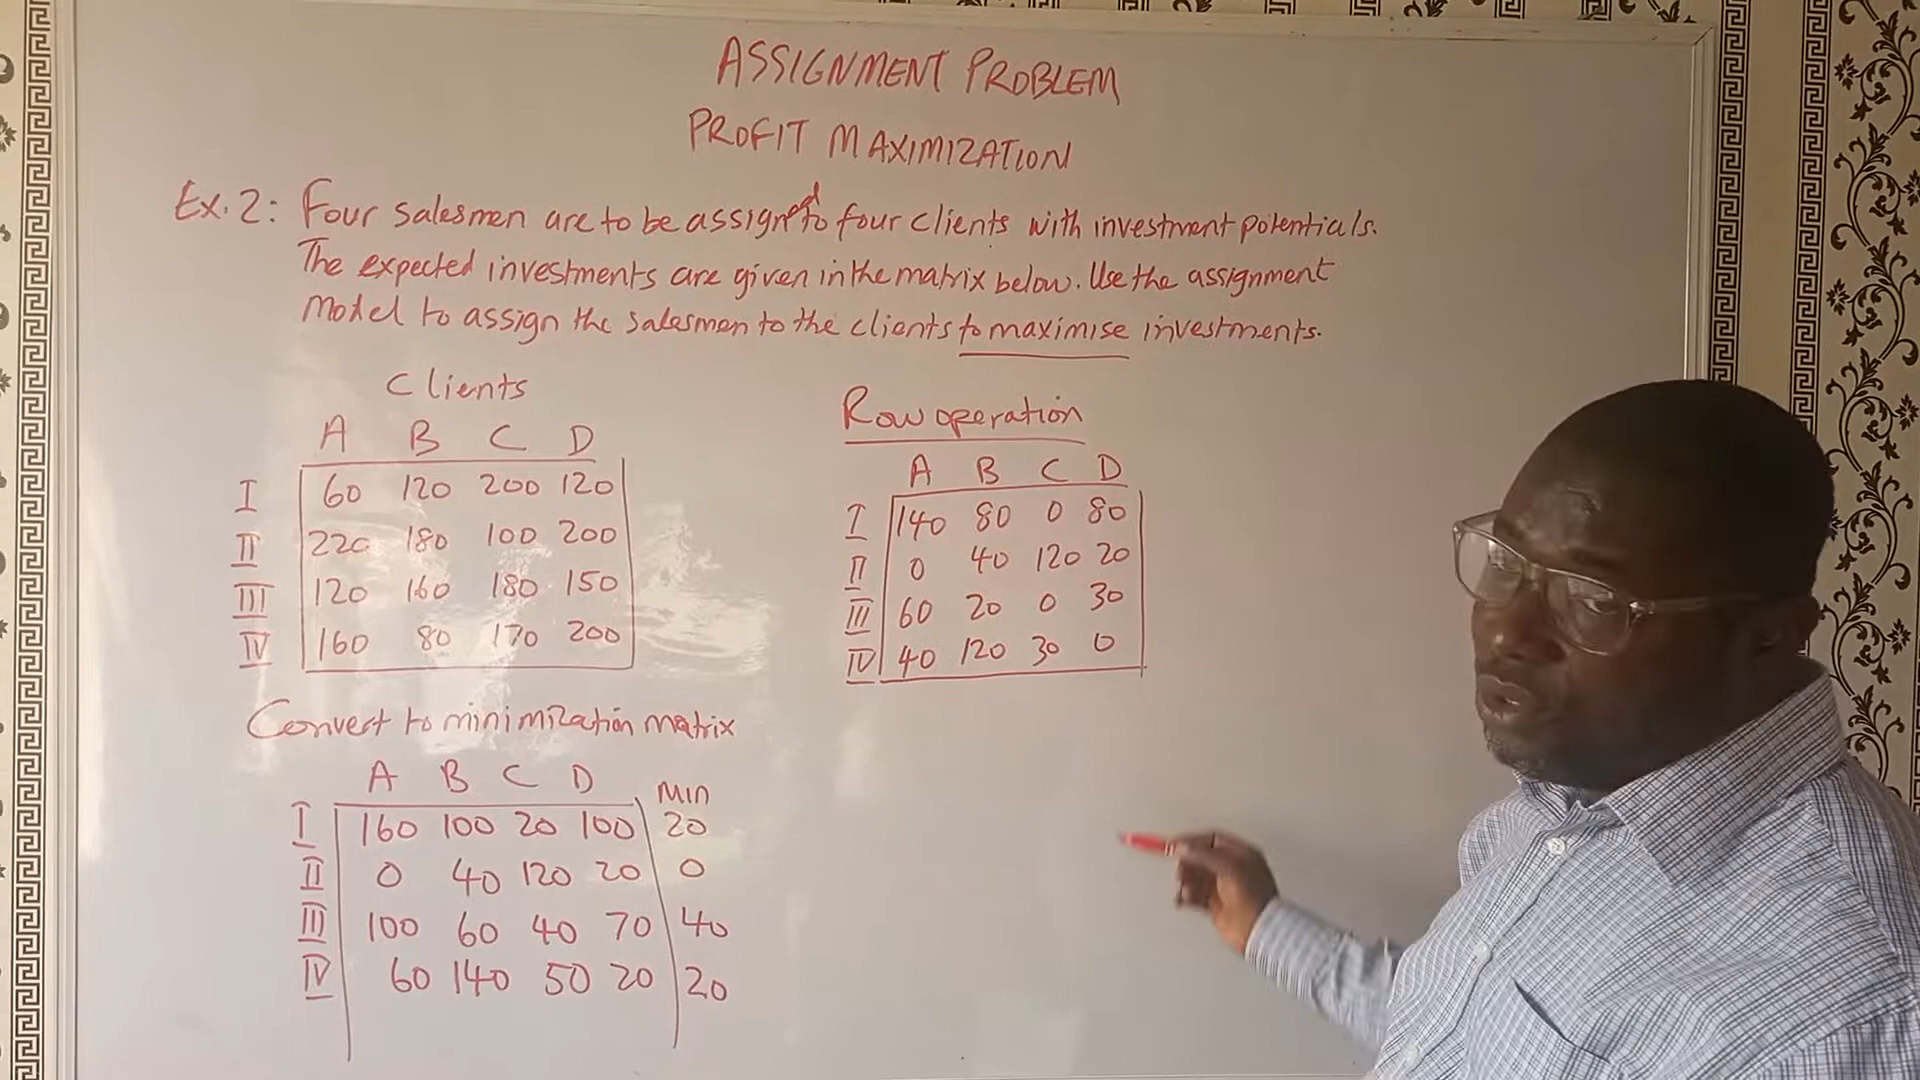 ASSIGNMENT PROBLEM
PROFIT MAXIMIZATION
Ex. 2: Four salesmen are to be assigned to four clients with investment potentials.
The expected investments are given in the matrix below. Use the assignment
model to assign the salesmen to the clients to maximise investments.
Clients
A B C D
I 60 120 200 120
II 220 180 100 200
III 120 160 180 150
IV 160 80 170 200
Convert to minimization matrix
A B C D Min
I 160 100 20 100 20
II 0 40 120 20 0
III 100 60 40 70 40
IV 60 140 50 20 20
Row operation
A B C D
I 140 80 0 80
II 0 40 120 20
III 60 20 0 30
IV 40 120 30 0